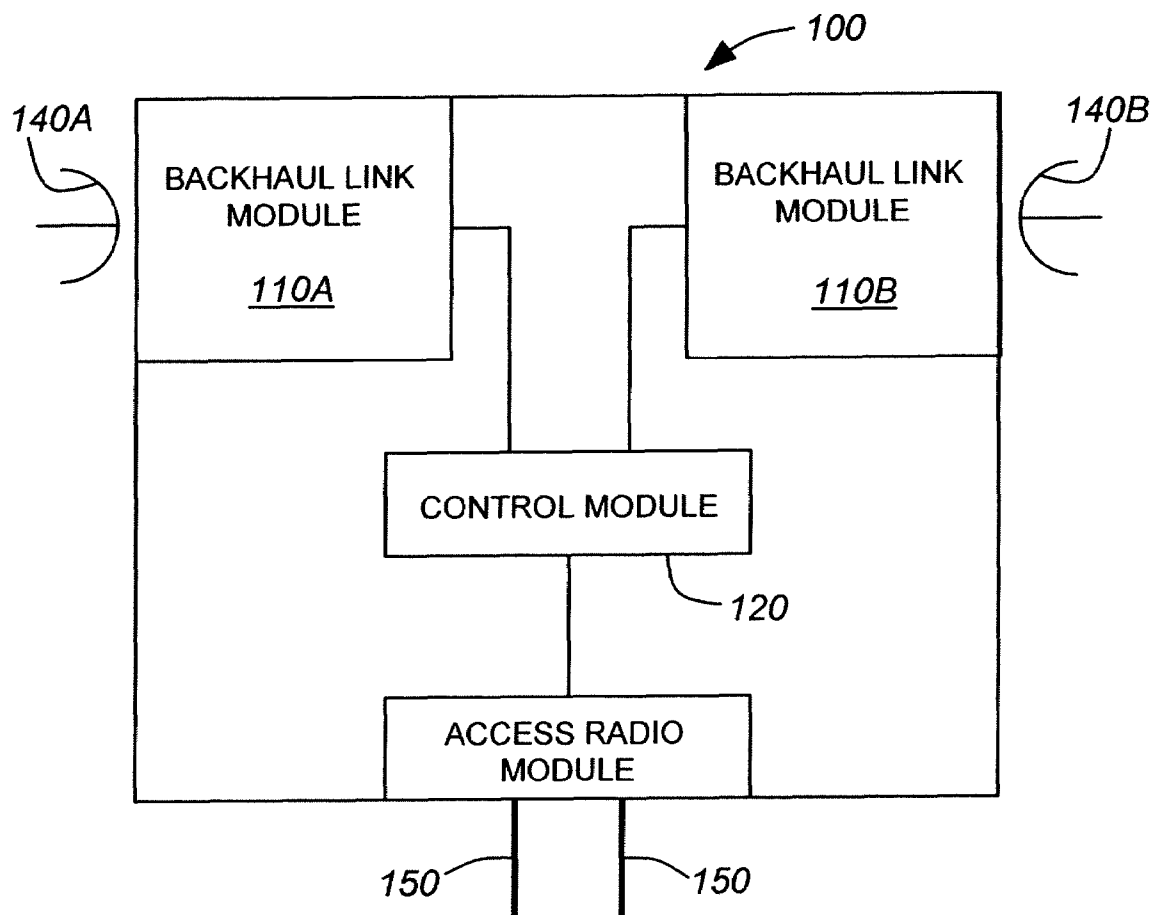 100
140A
140B
BACKHAUL LINK
MODULE
110A
BACKHAUL LINK
MODULE
110B
CONTROL MODULE
120
ACCESS RADIO
MODULE
150
150